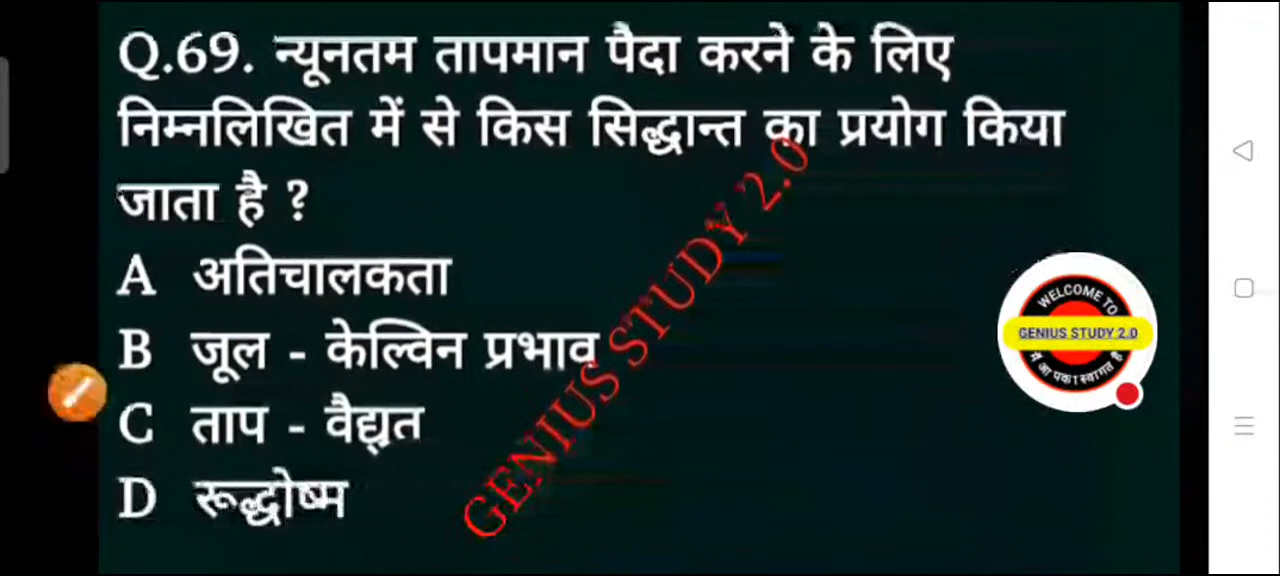 Q.69. न्यूनतम तापमान पैदा करने के लिए
निम्नलिखित में से किस सिद्धान्त का प्रयोग किया
जाता है ?
A अतिचालकता
B जूल - केल्विन प्रभाव
C ताप - वैद्युत
D रूद्धोष्म
GENIUS STUDY 2.0
WELCOME TO
GENIUS STUDY 2.0
में आपका स्वागत है